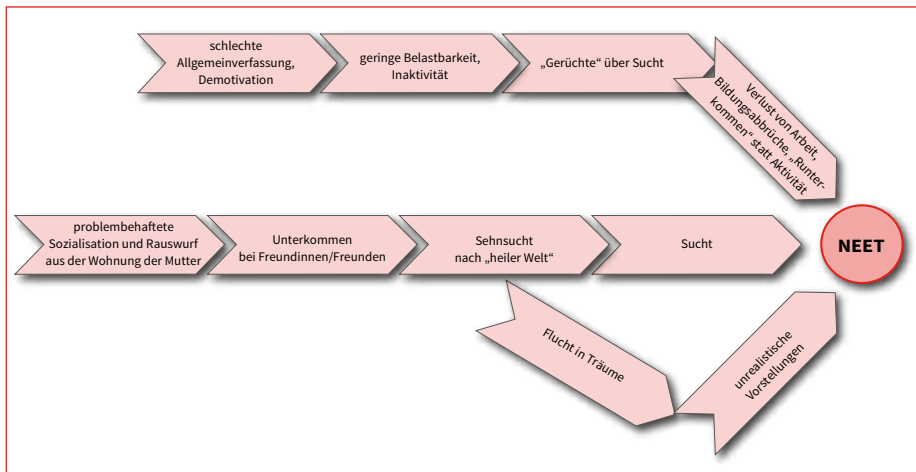 schlechte
Allgemeinverfassung,
Demotivation
geringe Belastbarkeit,
Inaktivität
„Gerüchte“ über Sucht
Verlust von Arbeit,
Bildungsabbrüche, „Runter-
kommen“ statt Aktivität
problembehaftete
Sozialisation und Rauswurf
aus der Wohnung der Mutter
Unterkommen
bei Freundinnen/Freunden
Sehnsucht
nach „heiler Welt“
Sucht
NEET
Flucht in Träume
unrealistische
Vorstellungen